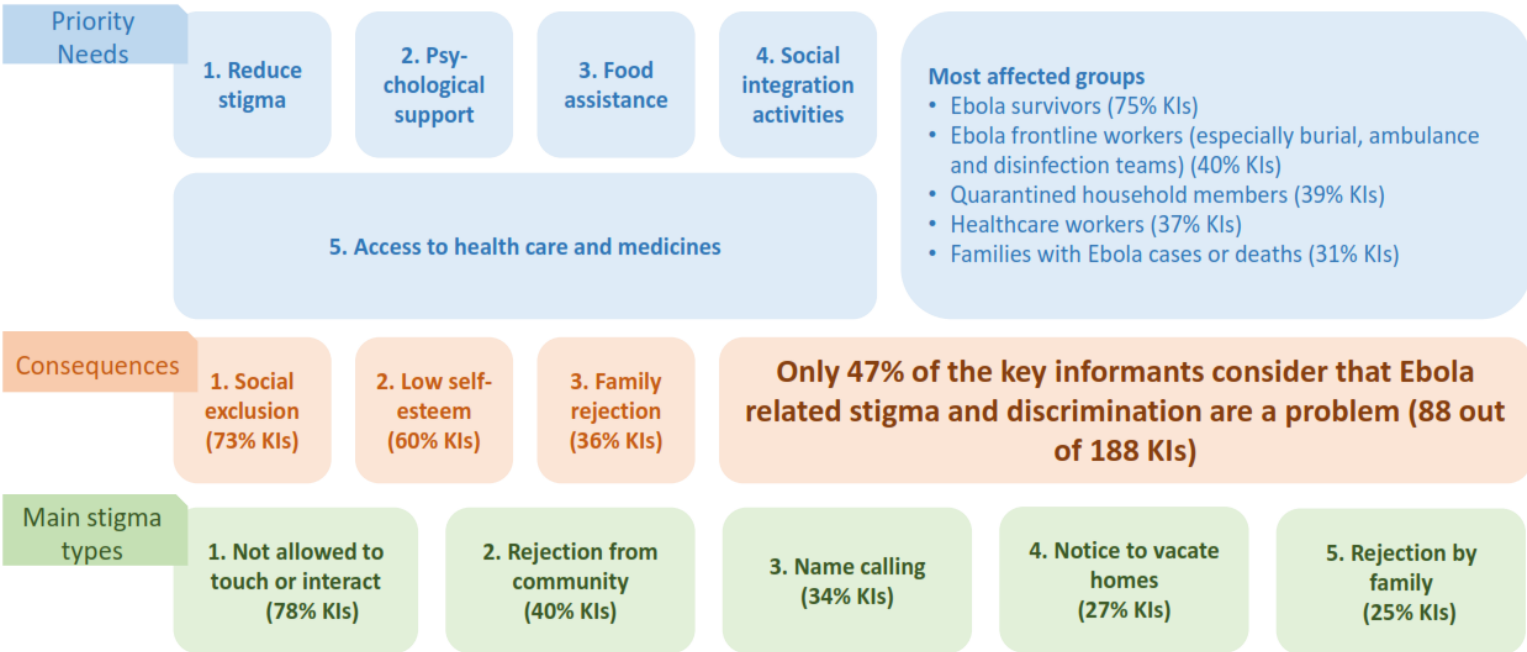 Priority
Needs
1. Reduce
stigma
2. Psy-
chological
support
3. Food
assistance
4. Social
integration
activities
5. Access to health care and medicines
Most affected groups
• Ebola survivors (75% KIs)
• Ebola frontline workers (especially burial, ambulance
and disinfection teams) (40% KIs)
• Quarantined household members (39% KIs)
• Healthcare workers (37% KIs)
• Families with Ebola cases or deaths (31% KIs)
Consequences
1. Social
exclusion
(73% KIs)
2. Low self-
esteem
(60% KIs)
3. Family
rejection
(36% KIs)
Only 47% of the key informants consider that Ebola
related stigma and discrimination are a problem (88 out
of 188 KIs)
Main stigma
types
1. Not allowed to
touch or interact
(78% KIs)
2. Rejection from
community
(40% KIs)
3. Name calling
(34% KIs)
4. Notice to vacate
homes
(27% KIs)
5. Rejection by
family
(25% KIs)